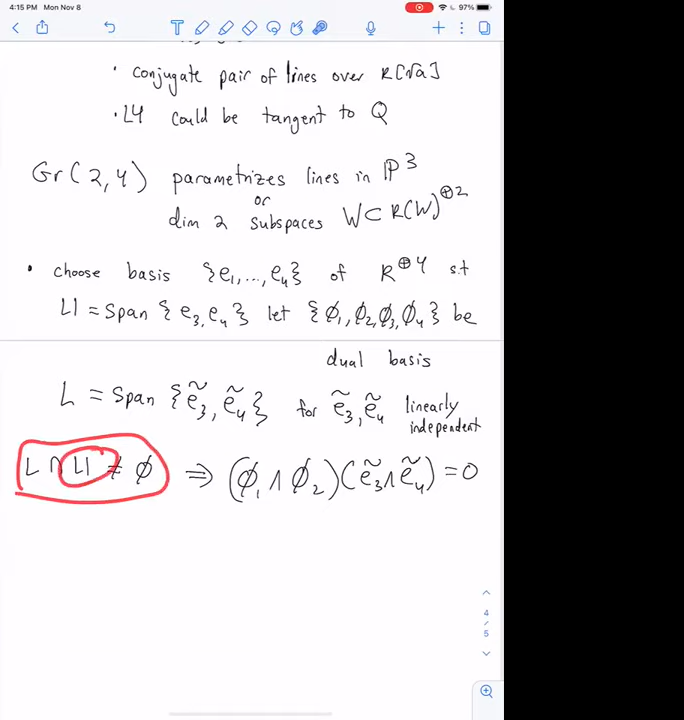 4:15 PM Mon Nov 8
97%
• conjugate pair of lines over k[√a]
• L4 could be tangent to Q
Gr(2,4) parametrizes lines in ℙ³
or
dim 2 subspaces W⊂k(W)^⊕2
• choose basis {e₁,...,e₄} of k^⊕4 s.t
L1 = Span {e₃,e₄} let {ϕ₁,ϕ₂,ϕ₃,ϕ₄} be
dual basis
L = Span {ẽ₃,ẽ₄} for ẽ₃,ẽ₄ linearly
independent
L ∩ L1 ≠ ϕ ⇒ (ϕ₁∧ϕ₂)(ẽ₃∧ẽ₄)=0
4
/
5